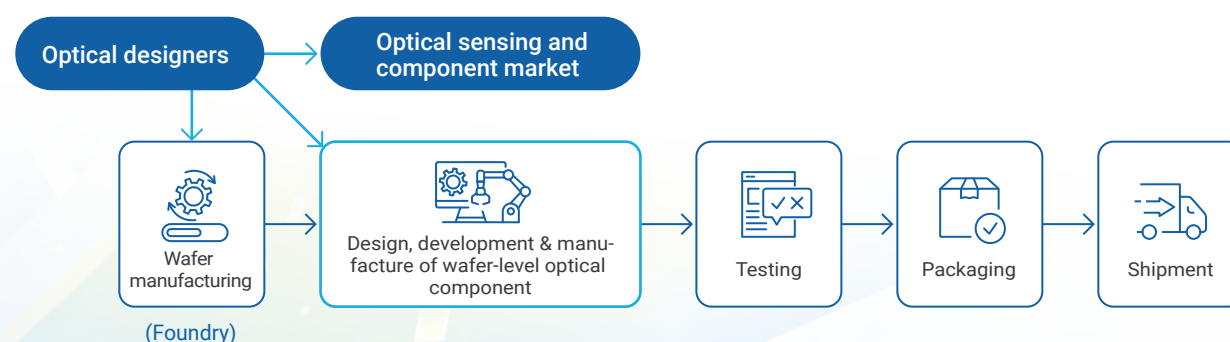 Optical designers
Optical sensing and
component market
Wafer
manufacturing
Design, development & manu-
facture of wafer-level optical
component
Testing
Packaging
Shipment
(Foundry)